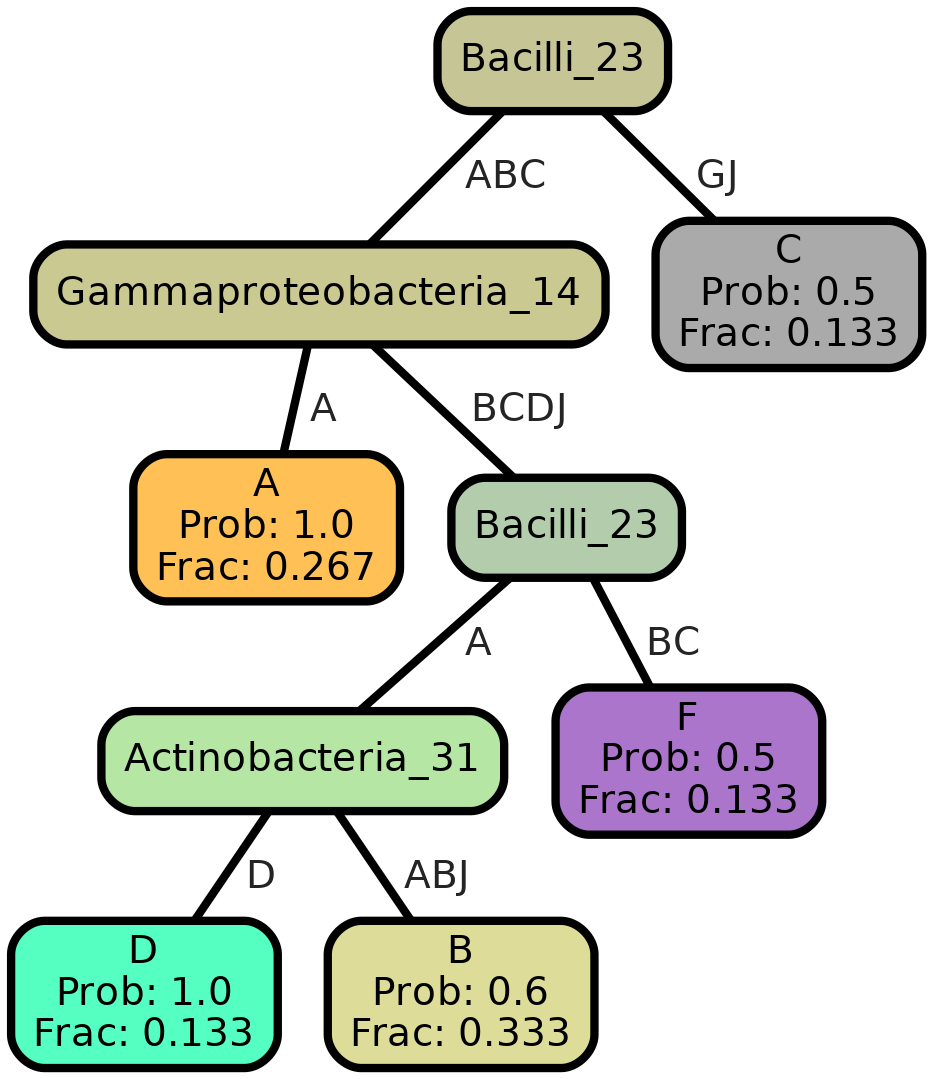 Bacilli_23
ABC
GJ
Gammaproteobacteria_14
C
Prob: 0.5
Frac: 0.133
A
BCDJ
A
Prob: 1.0
Frac: 0.267
Bacilli_23
A
BC
Actinobacteria_31
F
Prob: 0.5
Frac: 0.133
D
ABJ
D
Prob: 1.0
Frac: 0.133
B
Prob: 0.6
Frac: 0.333